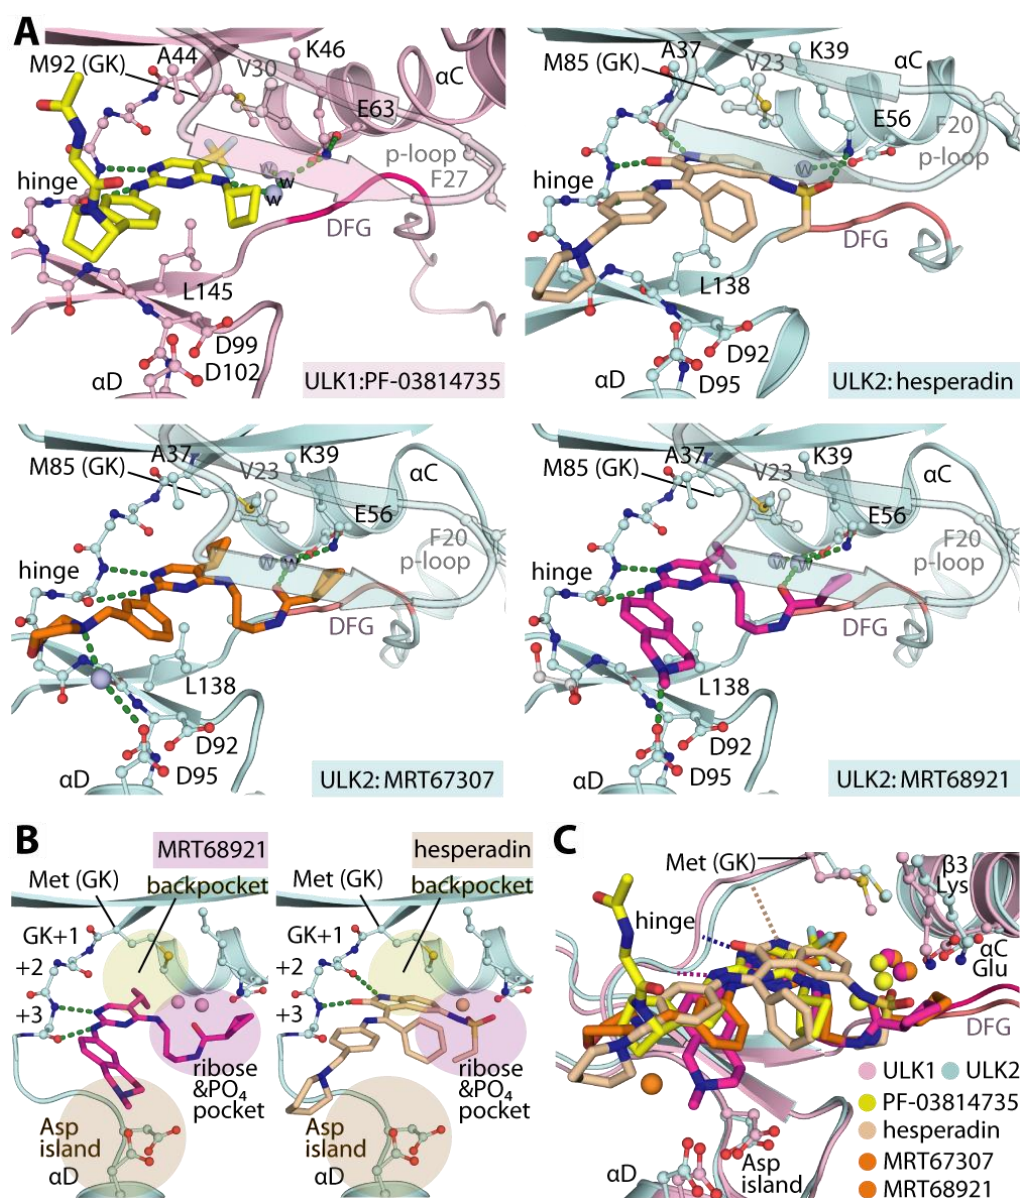 A
A44
K46
M92 (GK)
V30
αC
E63
p-loop
F27
hinge
W
W
W
DFG
L145
D99
D102
αD
ULK1:PF-03814735
A37
K39
M85 (GK)
V23
αC
E56
F20
p-loop
hinge
W
DFG
L138
D92
D95
αD
ULK2: hesperadin
A37
K39
M85 (GK)
V23
αC
E56
F20
p-loop
hinge
W W
DFG
L138
D92
D95
αD
ULK2: MRT67307
A37
K39
M85 (GK)
V23
αC
E56
F20
p-loop
hinge
W W
DFG
L138
D92
D95
αD
ULK2: MRT68921
B
MRT68921
Met (GK)
backpocket
GK+1
+2
+3
ribose
&PO₄
pocket
Asp
island
αD
hesperadin
Met (GK)
backpocket
GK+1
+2
+3
ribose
&PO₄
pocket
Asp
island
αD
C
Met (GK)
β3
Lys
hinge
αC
Glu
DFG
ULK1 ULK2
PF-03814735
hesperadin
MRT67307
MRT68921
Asp
island
αD